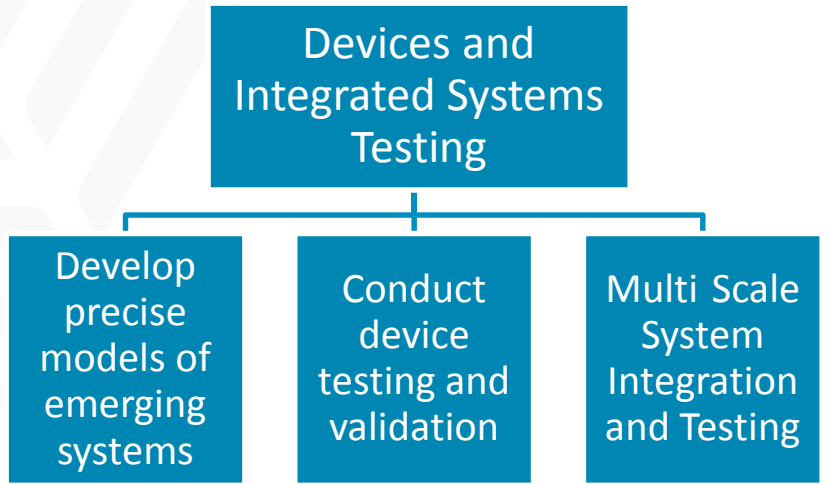 Devices and
Integrated Systems
Testing
Develop
precise
models of
emerging
systems
Conduct
device
testing and
validation
Multi Scale
System
Integration
and Testing